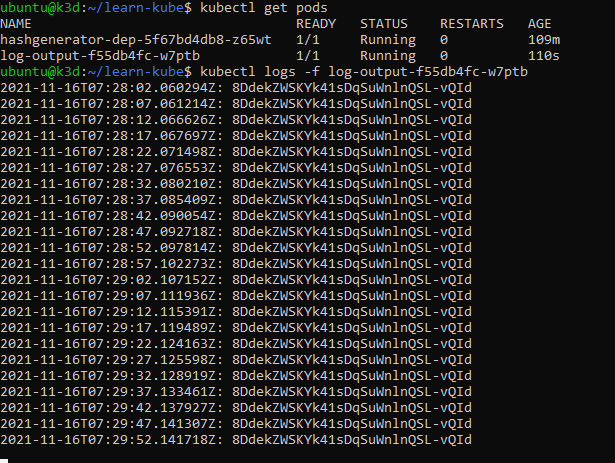 ubuntu@k3d:~/learn-kube$ kubectl get pods
NAME READY STATUS RESTARTS AGE
hashgenerator-dep-5f67bd4db8-z65wt 1/1 Running 0 109m
log-output-f55db4fc-w7ptb 1/1 Running 0 110s
ubuntu@k3d:~/learn-kube$ kubectl logs -f log-output-f55db4fc-w7ptb
2021-11-16T07:28:02.060294Z: 8DdekZWSKYk41sDqSuWnlnQSL-vQId
2021-11-16T07:28:07.061214Z: 8DdekZWSKYk41sDqSuWnlnQSL-vQId
2021-11-16T07:28:12.066626Z: 8DdekZWSKYk41sDqSuWnlnQSL-vQId
2021-11-16T07:28:17.067697Z: 8DdekZWSKYk41sDqSuWnlnQSL-vQId
2021-11-16T07:28:22.071498Z: 8DdekZWSKYk41sDqSuWnlnQSL-vQId
2021-11-16T07:28:27.076553Z: 8DdekZWSKYk41sDqSuWnlnQSL-vQId
2021-11-16T07:28:32.080210Z: 8DdekZWSKYk41sDqSuWnlnQSL-vQId
2021-11-16T07:28:37.085409Z: 8DdekZWSKYk41sDqSuWnlnQSL-vQId
2021-11-16T07:28:42.090054Z: 8DdekZWSKYk41sDqSuWnlnQSL-vQId
2021-11-16T07:28:47.092718Z: 8DdekZWSKYk41sDqSuWnlnQSL-vQId
2021-11-16T07:28:52.097814Z: 8DdekZWSKYk41sDqSuWnlnQSL-vQId
2021-11-16T07:28:57.102273Z: 8DdekZWSKYk41sDqSuWnlnQSL-vQId
2021-11-16T07:29:02.107152Z: 8DdekZWSKYk41sDqSuWnlnQSL-vQId
2021-11-16T07:29:07.111936Z: 8DdekZWSKYk41sDqSuWnlnQSL-vQId
2021-11-16T07:29:12.115391Z: 8DdekZWSKYk41sDqSuWnlnQSL-vQId
2021-11-16T07:29:17.119489Z: 8DdekZWSKYk41sDqSuWnlnQSL-vQId
2021-11-16T07:29:22.124163Z: 8DdekZWSKYk41sDqSuWnlnQSL-vQId
2021-11-16T07:29:27.125598Z: 8DdekZWSKYk41sDqSuWnlnQSL-vQId
2021-11-16T07:29:32.128919Z: 8DdekZWSKYk41sDqSuWnlnQSL-vQId
2021-11-16T07:29:37.133461Z: 8DdekZWSKYk41sDqSuWnlnQSL-vQId
2021-11-16T07:29:42.137927Z: 8DdekZWSKYk41sDqSuWnlnQSL-vQId
2021-11-16T07:29:47.141307Z: 8DdekZWSKYk41sDqSuWnlnQSL-vQId
2021-11-16T07:29:52.141718Z: 8DdekZWSKYk41sDqSuWnlnQSL-vQId